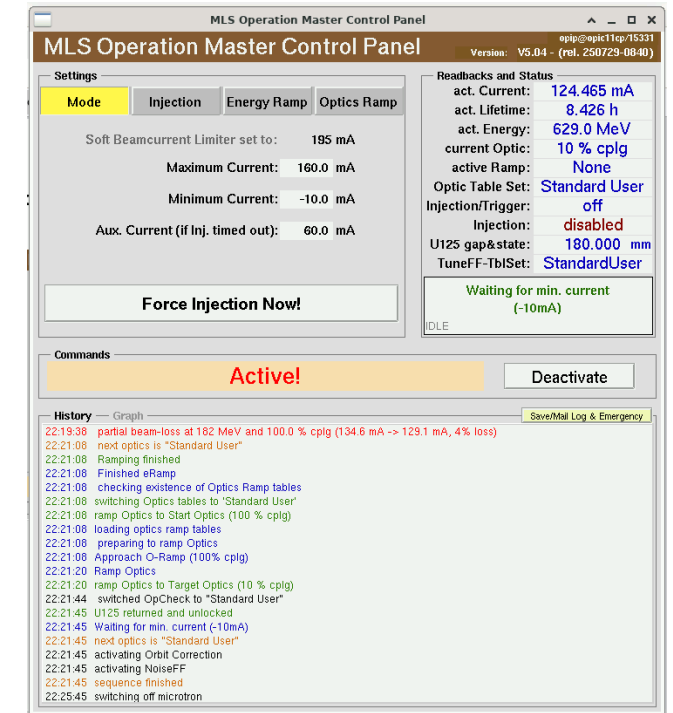 MLS Operation Master Control Panel
MLS Operation Master Control Panel
opip@opic11cp/15331
Version: V5.04 - (rel. 250729-0840)
Settings
Mode Injection Energy Ramp Optics Ramp
Soft Beamcurrent Limiter set to: 195 mA
Maximum Current: 160.0 mA
Minimum Current: -10.0 mA
Aux. Current (if Inj. timed out): 60.0 mA
Force Injection Now!
Readbacks and Status
act. Current: 124.465 mA
act. Lifetime: 8.426 h
act. Energy: 629.0 MeV
current Optic: 10 % cplg
active Ramp: None
Optic Table Set: Standard User
Injection/Trigger: off
Injection: disabled
U125 gap&state: 180.000 mm
TuneFF-TblSet: StandardUser
Waiting for min. current
(-10mA)
IDLE
Commands
Active!
Deactivate
History Graph
Save/Mail Log & Emergency
22:19:38 partial beam-loss at 182 MeV and 100.0 % cplg (134.6 mA -> 129.1 mA, 4% loss)
22:21:08 next optics is "Standard User"
22:21:08 Ramping finished
22:21:08 Finished eRamp
22:21:08 checking existence of Optics Ramp tables
22:21:08 switching Optics tables to 'Standard User'
22:21:08 ramp Optics to Start Optics (100 % cplg)
22:21:08 loading optics ramp tables
22:21:08 preparing to ramp Optics
22:21:08 Approach O-Ramp (100% cplg)
22:21:20 Ramp Optics
22:21:20 ramp Optics to Target Optics (10 % cplg)
22:21:44 switched OpCheck to "Standard User"
22:21:45 U125 returned and unlocked
22:21:45 Waiting for min. current (-10mA)
22:21:45 next optics is "Standard User"
22:21:45 activating Orbit Correction
22:21:45 activating NoiseFF
22:21:45 sequence finished
22:25:45 switching off microtron